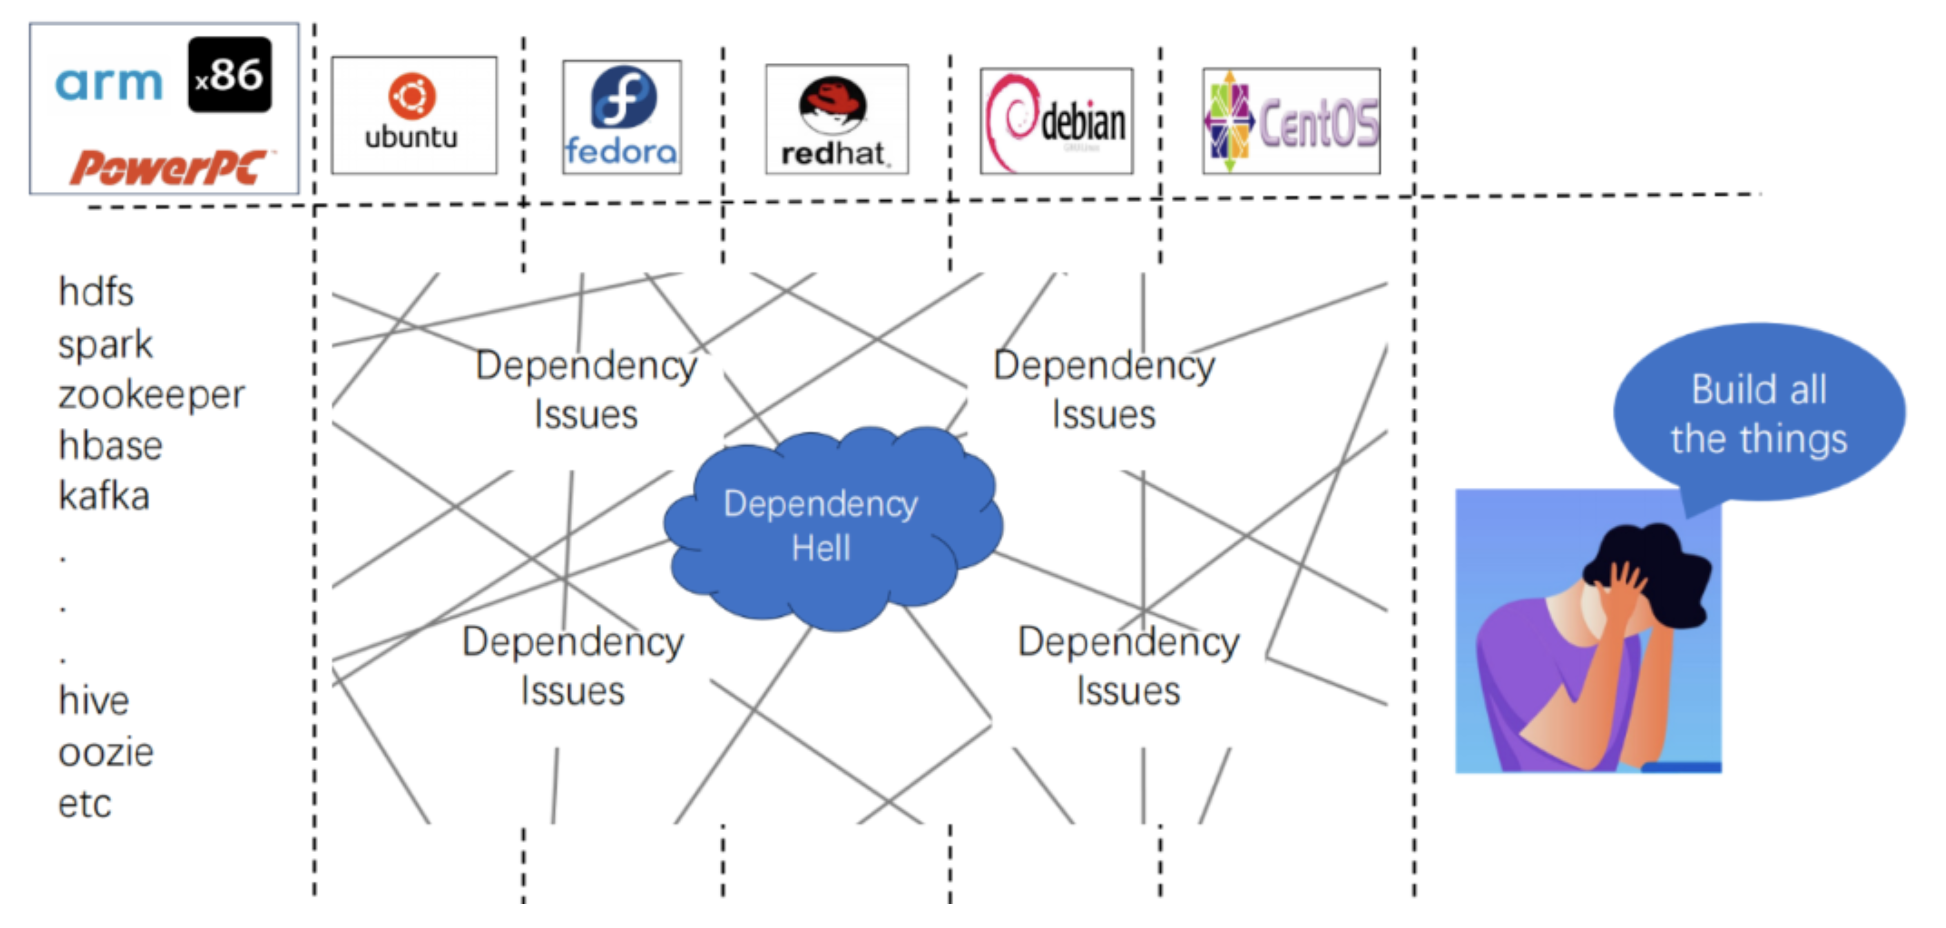 arm x86
PowerPC
ubuntu
fedora
redhat
debian
CentOS
hdfs
spark
zookeeper
hbase
kafka
.
.
.
hive
oozie
etc
Dependency
Issues
Dependency
Issues
Dependency
Hell
Dependency
Issues
Dependency
Issues
Build all
the things